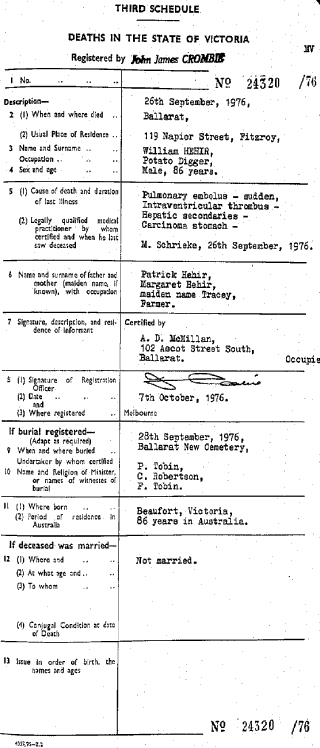 THIRD SCHEDULE
DEATHS IN THE STATE OF VICTORIA
Registered by John James CROMBIE
XV
1 No. .. .. .. No 24320 /76
Description—
2 (1) When and where died .. 26th September, 1976,
Ballarat,
(2) Usual Place of Residence .. 119 Napier Street, Fitzroy,
3 Name and Surname .. .. William HEHIR,
Occupation .. .. .. Potato Digger,
4 Sex and age .. .. Male, 86 years.
5 (1) Cause of death and duration of last illness
Pulmonary embolus - sudden,
Intraventricular thrombus -
(2) Legally qualified medical practitioner by whom certified and when he last saw deceased
Hepatic secondaries -
Carcinoma stomach -
M. Schrieke, 26th September, 1976.
6 Name and surname of father and mother (maiden name, if known), with occupation
Patrick Hehir,
Margaret Hehir,
maiden name Tracey,
Farmer.
7 Signature, description, and residence of informant
Certified by
A. D. McMillan,
102 Ascot Street South,
Ballarat. Occupie
8 (1) Signature of Registration Officer
(2) Date .. .. .. 7th October, 1976.
and
(3) Where registered .. Melbourne
If burial registered—
(Adapt as required)
28th September, 1976,
9 When and where buried .. Ballarat New Cemetery,
Undertaker by whom certified
10 Name and Religion of Minister, or names of witnesses of burial
P. Tobin,
C. Robertson,
F. Tobin.
11 (1) Where born .. .. Beaufort, Victoria,
(2) Period of residence in Australia
86 years in Australia.
If deceased was married—
12 (1) Where and .. .. Not married.
(2) At what age and .. ..
(3) To whom .. ..
(4) Conjugal Condition at date of Death
13 Issue in order of birth, the names and ages
No 24320 /76